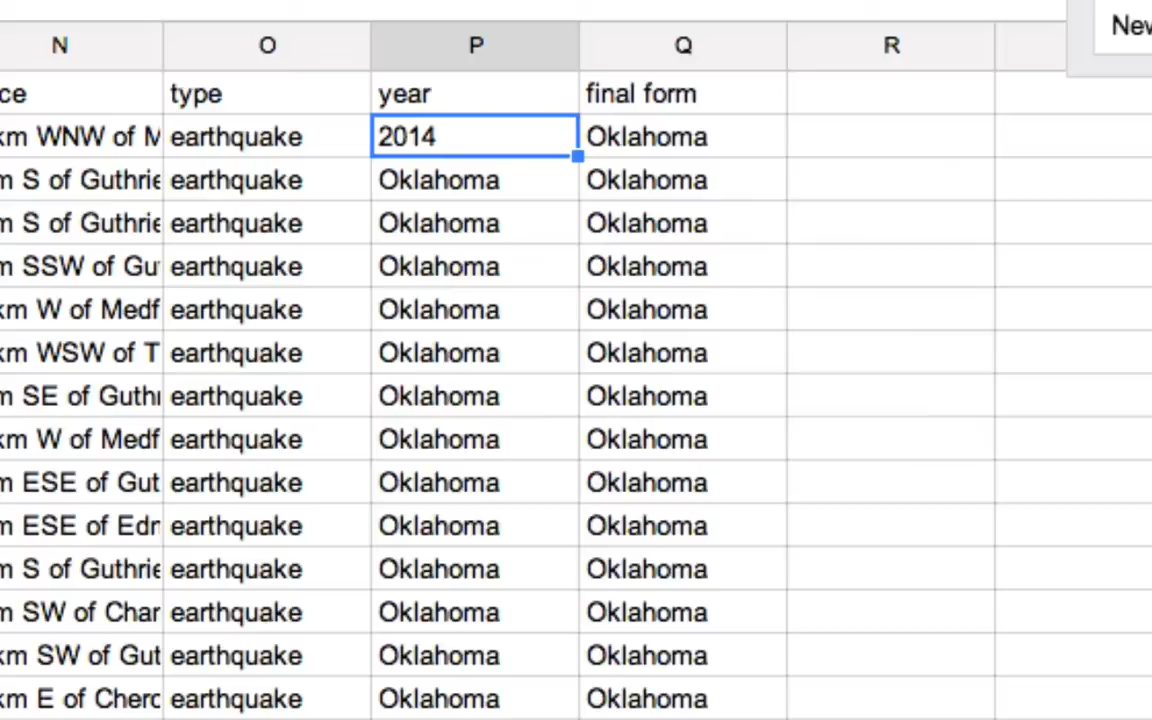 N O P Q R New
ce type year final form
km WNW of M earthquake 2014 Oklahoma
m S of Guthrie earthquake Oklahoma Oklahoma
m S of Guthrie earthquake Oklahoma Oklahoma
m SSW of Gu earthquake Oklahoma Oklahoma
km W of Medf earthquake Oklahoma Oklahoma
km WSW of T earthquake Oklahoma Oklahoma
m SE of Guth earthquake Oklahoma Oklahoma
km W of Medf earthquake Oklahoma Oklahoma
m ESE of Gut earthquake Oklahoma Oklahoma
m ESE of Edn earthquake Oklahoma Oklahoma
m S of Guthrie earthquake Oklahoma Oklahoma
m SW of Char earthquake Oklahoma Oklahoma
km SW of Gut earthquake Oklahoma Oklahoma
km E of Cherc earthquake Oklahoma Oklahoma